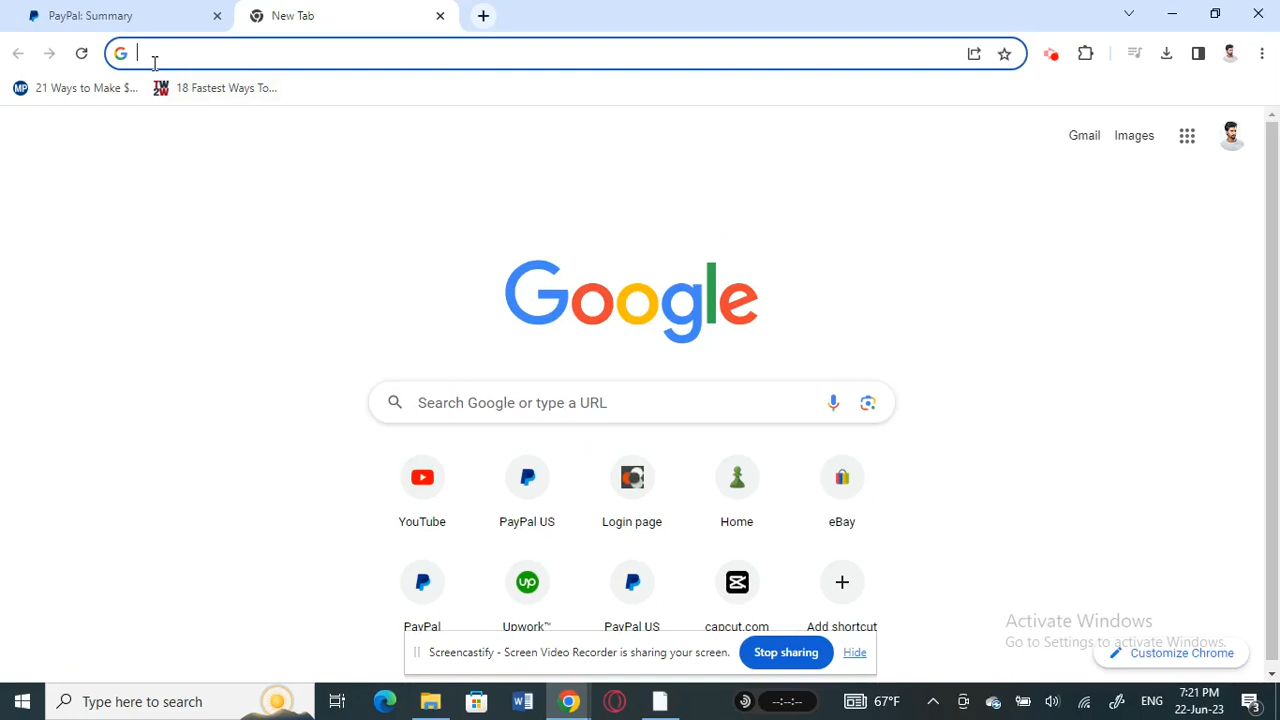 PayPal: Summary
New Tab
21 Ways to Make $...
18 Fastest Ways To...
Gmail Images
Google
Search Google or type a URL
YouTube PayPal US Login page Home eBay
PayPal Upwork™ PayPal US capcut.com Add shortcut
Activate Windows
Go to Settings to activate Windows.
Customize Chrome
Screencastify - Screen Video Recorder is sharing your screen. Stop sharing Hide
Type here to search
--:--:--
67°F
ENG
7:21 PM
22-Jun-23
3